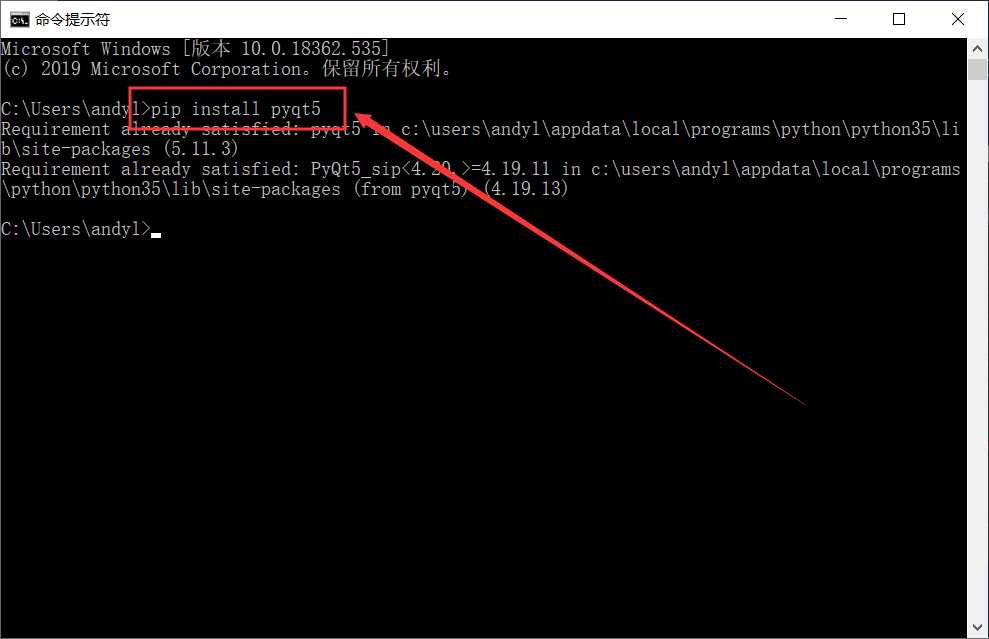 命令提示符
Microsoft Windows [版本 10.0.18362.535]
(c) 2019 Microsoft Corporation。保留所有权利。
C:\Users\andyl>pip install pyqt5
Requirement already satisfied: pyqt5 in c:\users\andyl\appdata\local\programs\python\python35\li
b\site-packages (5.11.3)
Requirement already satisfied: PyQt5_sip<4.20,>=4.19.11 in c:\users\andyl\appdata\local\programs
\python\python35\lib\site-packages (from pyqt5) (4.19.13)
C:\Users\andyl>